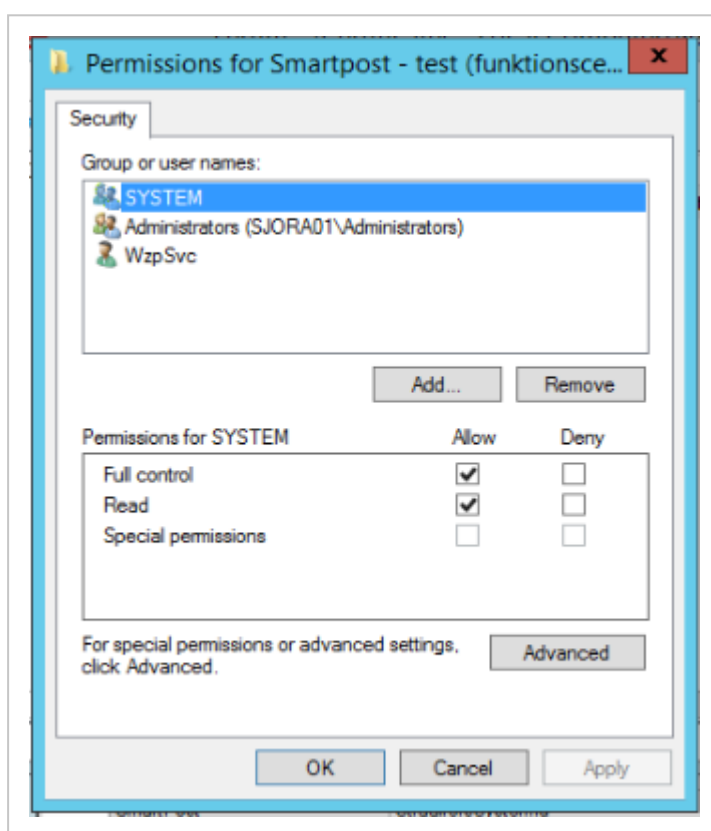 Permissions for Smartpost - test (funktionsce...
x
Security
Group or user names:
SYSTEM
Administrators (SJORA01\Administrators)
WzpSvc
Add... Remove
Permissions for SYSTEM Allow Deny
Full control
Read
Special permissions
For special permissions or advanced settings, Advanced
click Advanced.
OK Cancel Apply